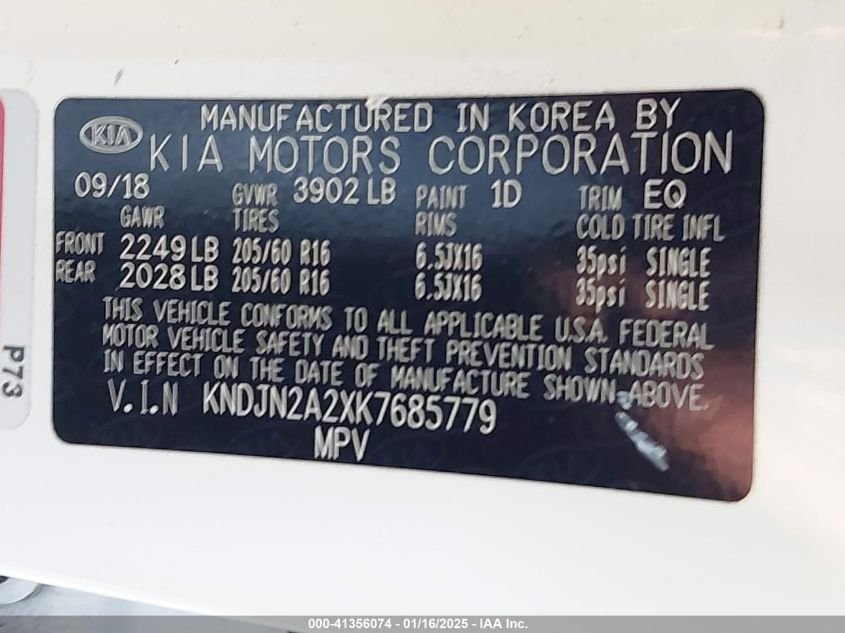 MANUFACTURED IN KOREA BY
KIA KIA MOTORS CORPORATION
09/18 GVWR 3902 LB PAINT 1D TRIM EQ
GAWR TIRES RIMS COLD TIRE INFL
FRONT 2249 LB 205/60 R16 6.5JX16 35psi SINGLE
REAR 2028 LB 205/60 R16 6.5JX16 35psi SINGLE
THIS VEHICLE CONFORMS TO ALL APPLICABLE U.S.A. FEDERAL
MOTOR VEHICLE SAFETY AND THEFT PREVENTION STANDARDS
IN EFFECT ON THE DATE OF MANUFACTURE SHOWN ABOVE.
V.I.N KNDJN2A2XK7685779
MPV
P73
000-41356074 - 01/16/2025 - IAA Inc.